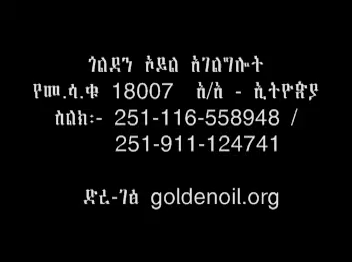 ጎልደን ኦይል አገልግሎት
የመ.ሳ.ቁ 18007 አ/አ - ኢትዮጵያ
ስልክ፦ 251-116-558948 /
251-911-124741
ድረ-ገፅ goldenoil.org